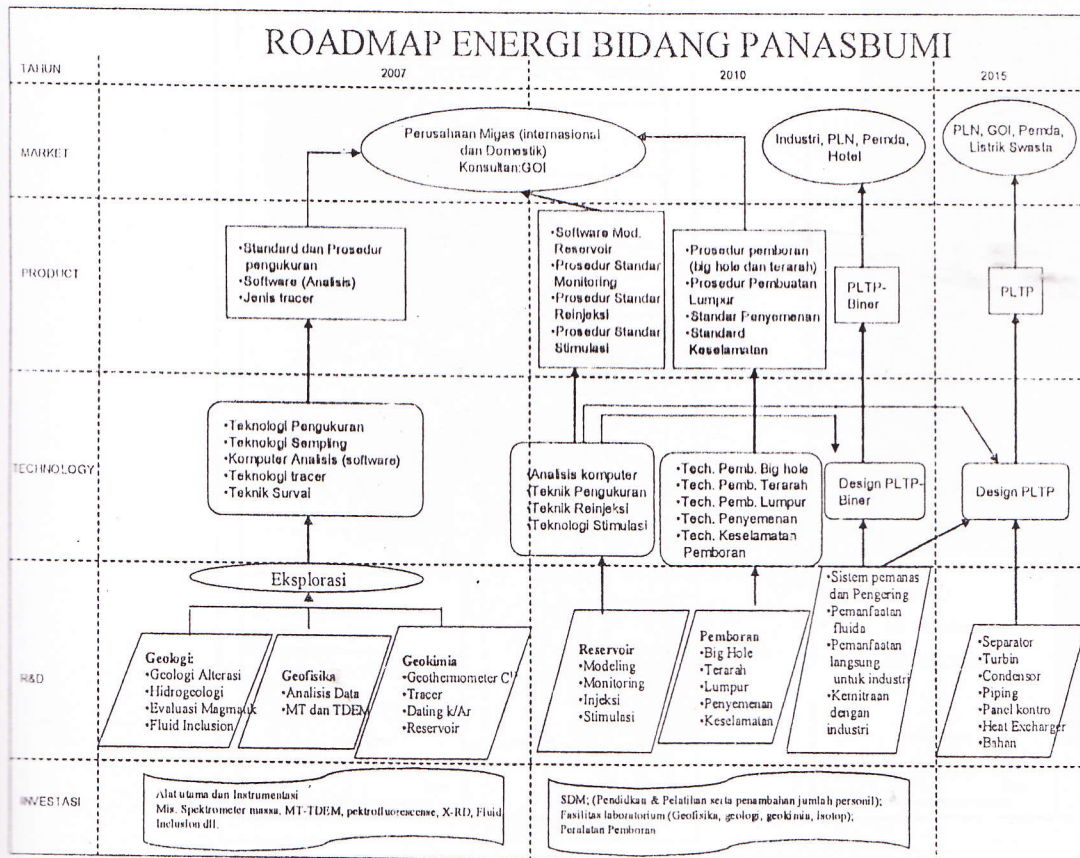 ROADMAP ENERGI BIDANG PANASBUMI
TAHUN
2007
2010
2015
MARKET
Perusahaan Migas (internasional
dan Domestik)
Konsultan:GOI
Industri, PLN, Pemda,
Hotel
PLN, GOI, Pemda,
Listrik Swasta
PRODUCT
•Standard dan Prosedur
pengukuran
•Software (Analisis)
•Jenis tracer
•Software Mod.
Reservoir
•Prosedur Standar
Monitoring
•Prosedur Standar
Reinjeksi
•Prosedur Standar
Stimulasi
•Prosedur pemboran
(big hole dan terarah)
•Prosedur Pembuatan
Lumpur
•Standar Penyemenan
•Standard
Keselamatan
PLTP-
Biner
PLTP
TECHNOLOGY
•Teknologi Pengukuran
•Teknologi Sampling
•Komputer Analisis (software)
•Teknologi tracer
•Teknik Survai
Analisis komputer
Teknik Pengukuran
Teknik Reinjeksi
Teknologi Stimulasi
•Tech. Pemb. Big hole
•Tech. Pemb. Terarah
•Tech. Pemb. Lumpur
•Tech. Penyemenan
•Tech. Keselamatan
Pemboran
Design PLTP-
Biner
Design PLTP
R&D
Eksplorasi
Geologi:
•Geologi Alterasi
•Hidrogeologi
•Evaluasi Magmatik
•Fluid Inclusion
Geofisika
•Analisis Data
•MT dan TDEM
Geokimia
•Geothermometer
•Tracer
•Dating k/Ar
•Reservoir
Reservoir
•Modeling
•Monitoring
•Injeksi
•Stimulasi
Pemboran
•Big Hole
•Terarah
•Lumpur
•Penyemenan
•Keselamatan
•Sistem pemanas
dan Pengering
•Pemanfaatan
fluida
•Pemanfaatan
langsung
untuk industri
•Kemitraan
dengan
industri
•Separator
•Turbin
•Condensor
•Piping
•Panel kontro
•Heat Excharger
•Bahan
INVESTASI
Alat utama dan Instrumentasi
Mis. Spektrometer massa, MT-TDEM, pektrofluorescense, X-RD, Fluid
Inclusion dll.
SDM; (Pendidikan & Pelatihan serta penambahan jumlah personil);
Fasilitas laboratorium (Geofisika, geologi, geokimia, isotop);
Peralatan Pemboran